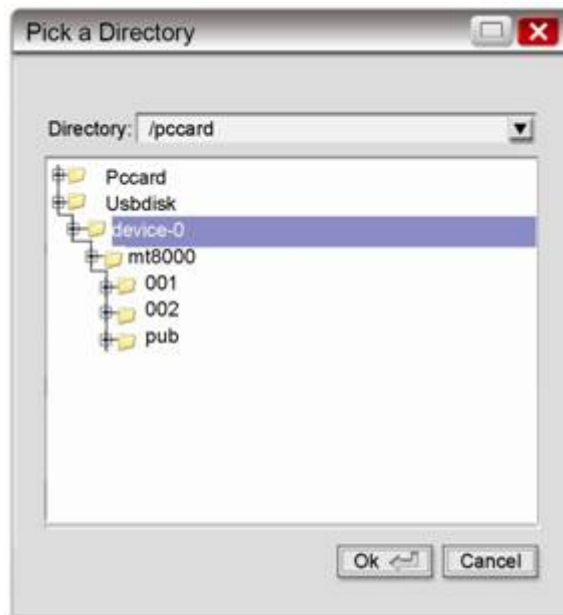 Pick a Directory
Directory: /pccard
Pccard
Usbdisk
device-0
mt8000
001
002
pub
Ok Cancel